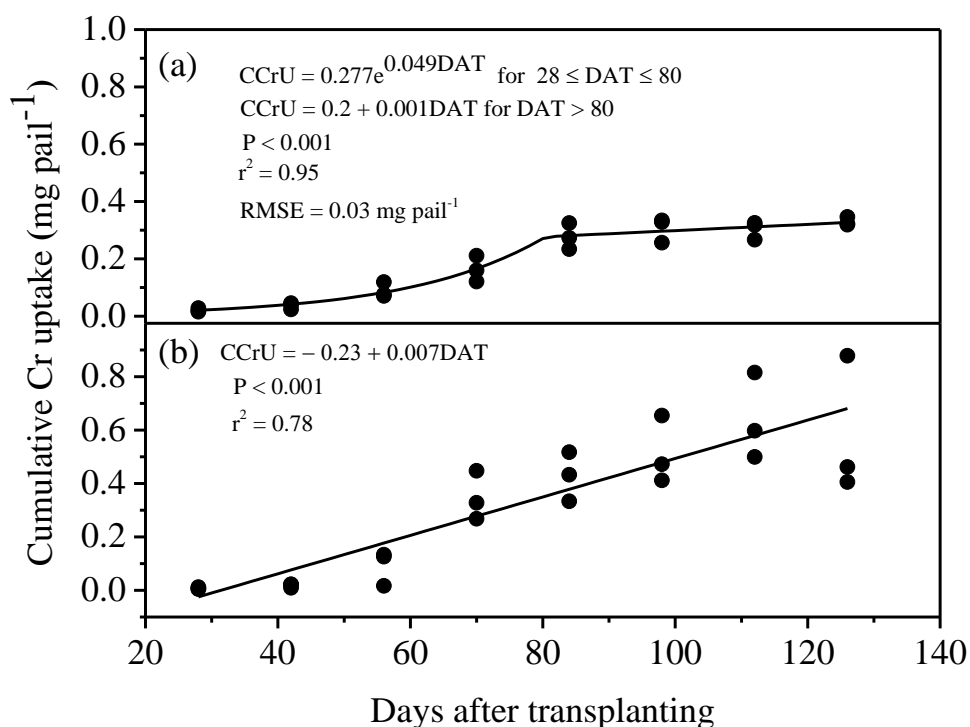 (a)
CCrU = 0.277e^0.049DAT for 28 ≤ DAT ≤ 80
CCrU = 0.2 + 0.001DAT for DAT > 80
P < 0.001
r² = 0.95
RMSE = 0.03 mg pail⁻¹
1.0
0.8
0.6
0.4
0.2
0.0
(b)
CCrU = − 0.23 + 0.007DAT
P < 0.001
r² = 0.78
0.8
0.6
0.4
0.2
0.0
Cumulative Cr uptake (mg pail⁻¹)
20 40 60 80 100 120 140
Days after transplanting